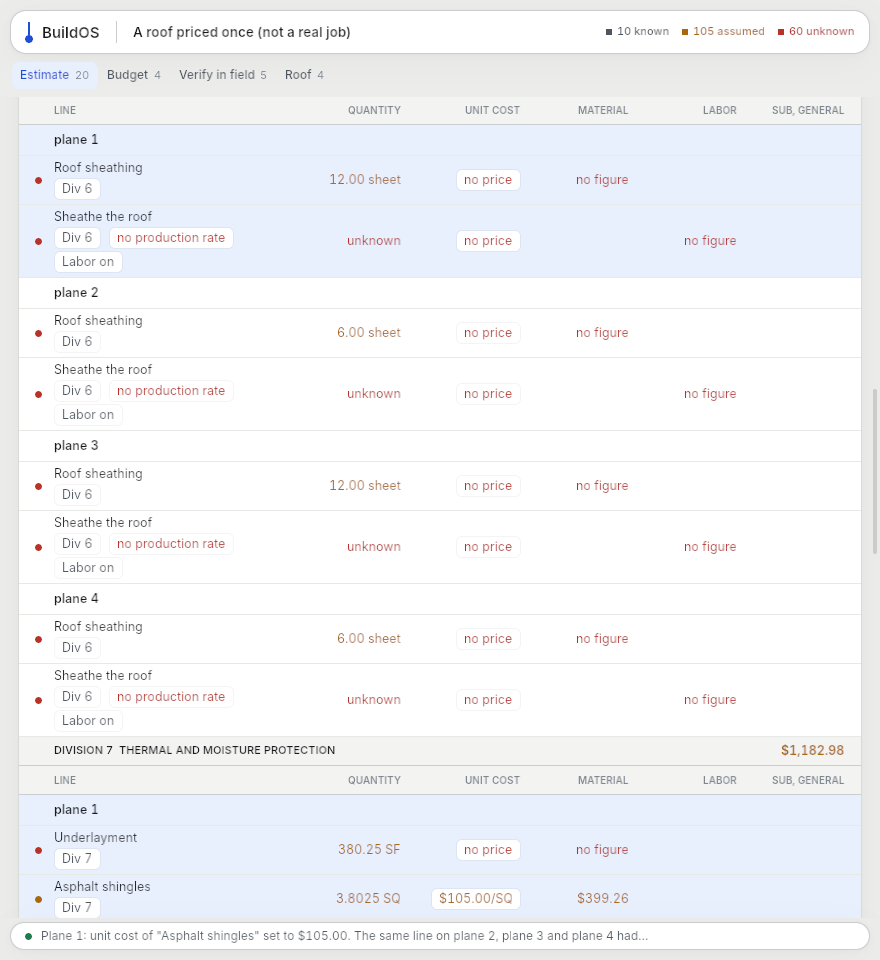 BuildOS A roof priced once (not a real job) 10 known 105 assumed 60 unknown
Estimate 20 Budget 4 Verify in field 5 Roof 4
LINE QUANTITY UNIT COST MATERIAL LABOR SUB, GENERAL
plane 1
Roof sheathing
Div 6
12.00 sheet no price no figure
Sheathe the roof
Div 6 no production rate
Labor on
unknown no price no figure
plane 2
Roof sheathing
Div 6
6.00 sheet no price no figure
Sheathe the roof
Div 6 no production rate
Labor on
unknown no price no figure
plane 3
Roof sheathing
Div 6
12.00 sheet no price no figure
Sheathe the roof
Div 6 no production rate
Labor on
unknown no price no figure
plane 4
Roof sheathing
Div 6
6.00 sheet no price no figure
Sheathe the roof
Div 6 no production rate
Labor on
unknown no price no figure
DIVISION 7 THERMAL AND MOISTURE PROTECTION $1,182.98
LINE QUANTITY UNIT COST MATERIAL LABOR SUB, GENERAL
plane 1
Underlayment
Div 7
380.25 SF no price no figure
Asphalt shingles
Div 7
3.8025 SQ $105.00/SQ $399.26
Plane 1: unit cost of "Asphalt shingles" set to $105.00. The same line on plane 2, plane 3 and plane 4 had...